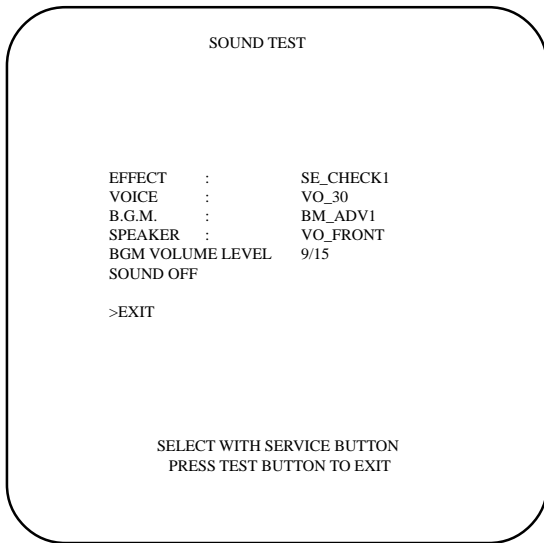 SOUND TEST
EFFECT : SE_CHECK1
VOICE : VO_30
B.G.M. : BM_ADV1
SPEAKER : VO_FRONT
BGM VOLUME LEVEL 9/15
SOUND OFF
>EXIT
SELECT WITH SERVICE BUTTON
PRESS TEST BUTTON TO EXIT